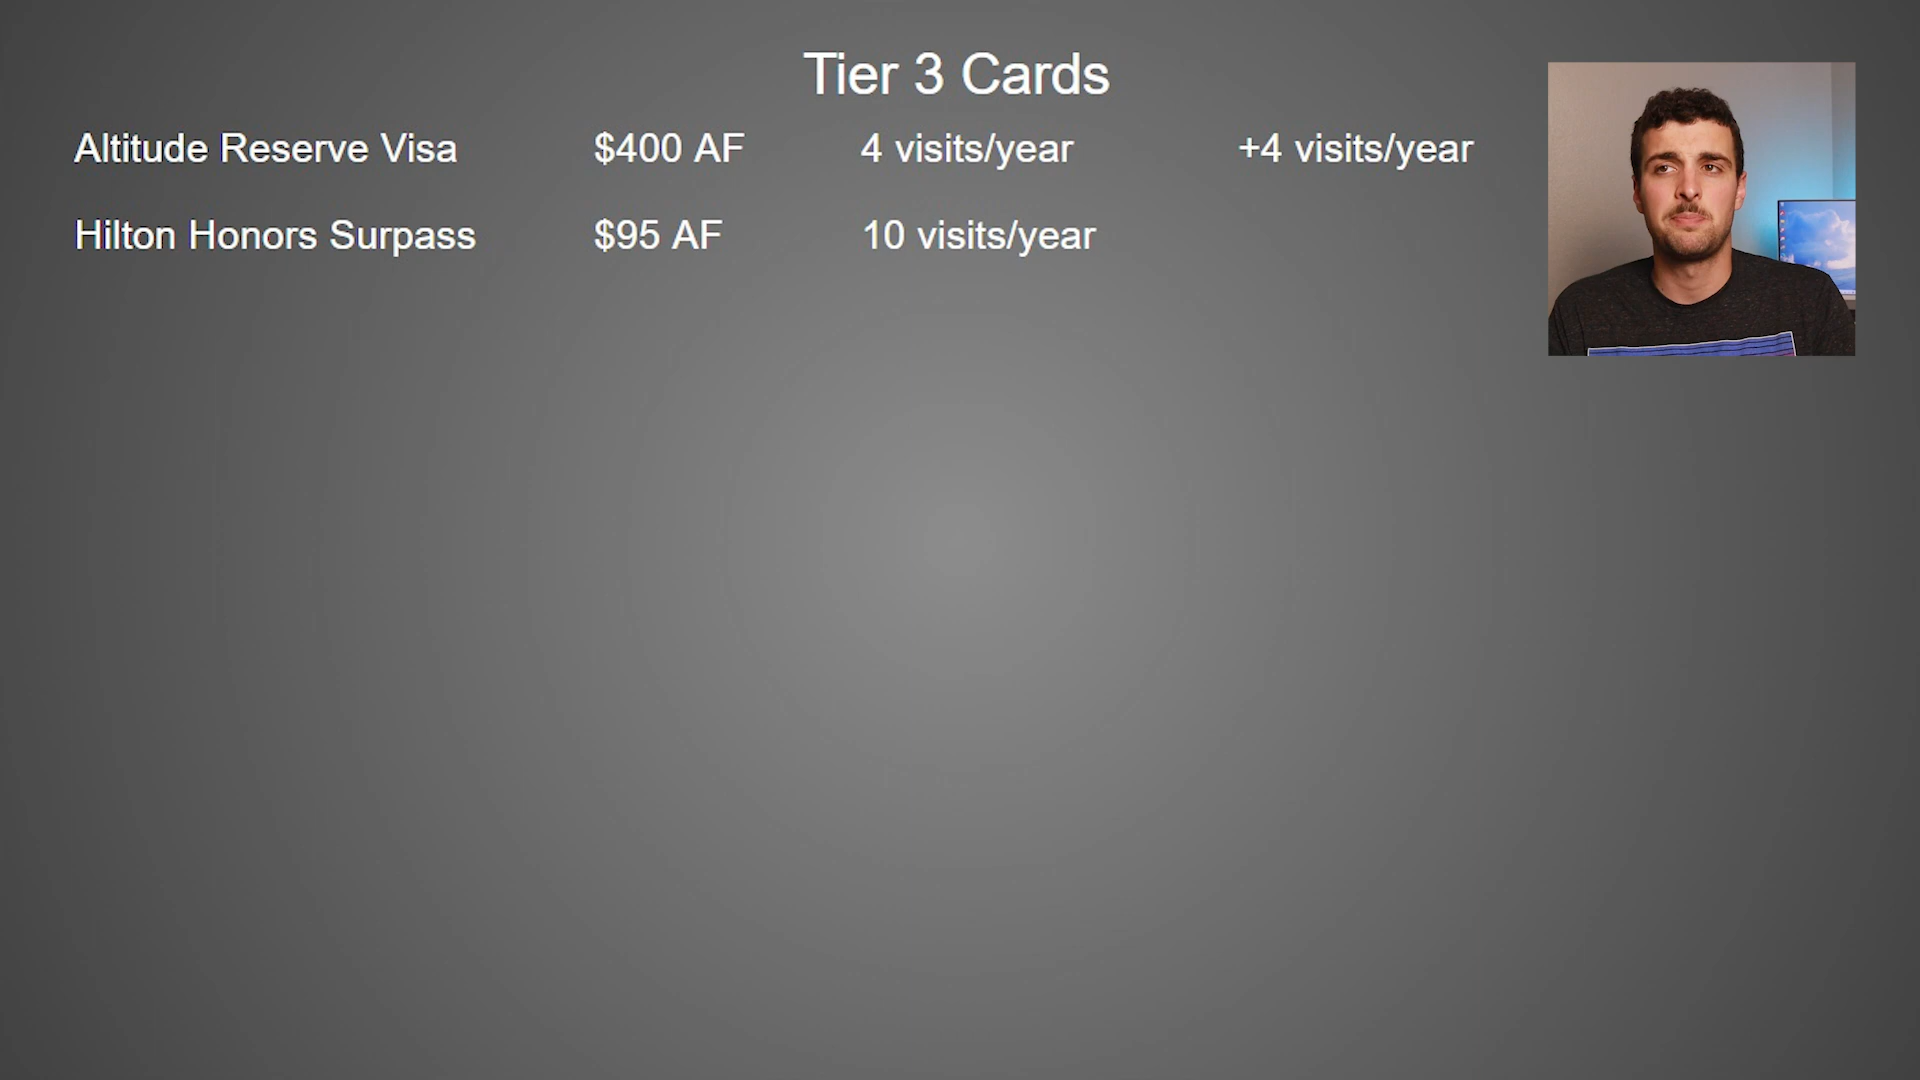 Tier 3 Cards
Altitude Reserve Visa $400 AF 4 visits/year +4 visits/year
Hilton Honors Surpass $95 AF 10 visits/year